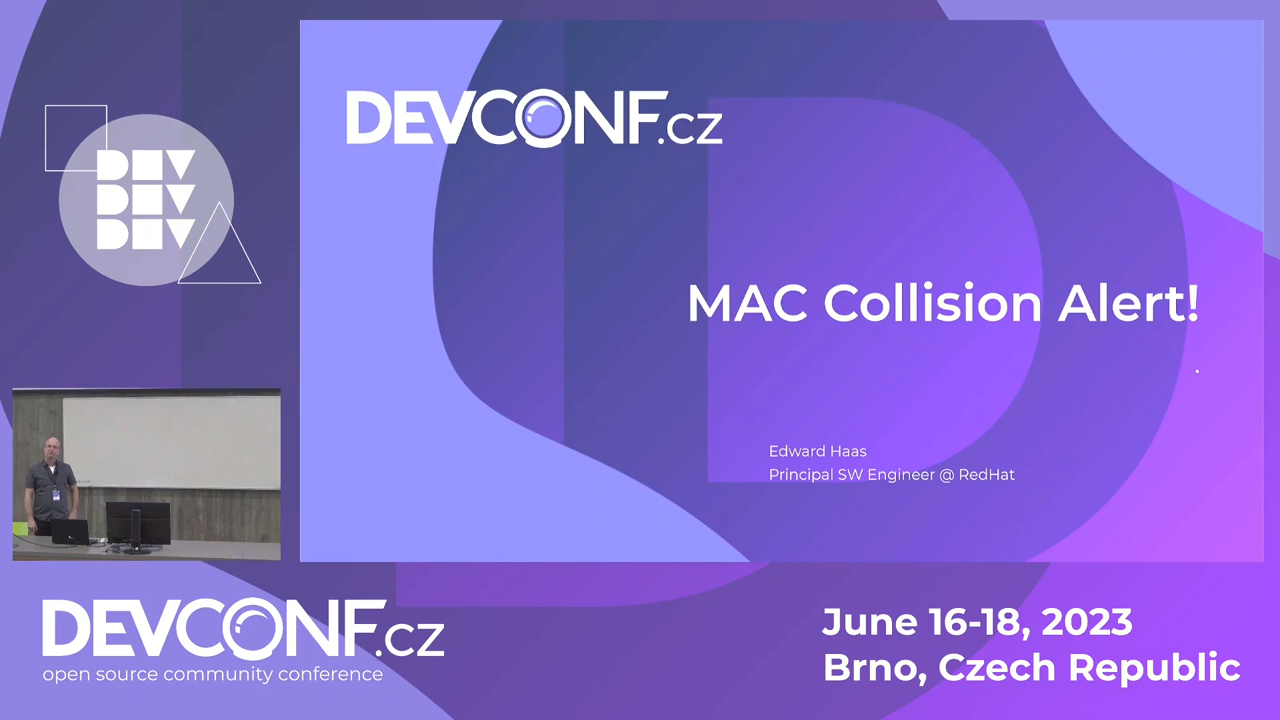 DEVCONF.cz
DEV
DEV
DEV
MAC Collision Alert!
Edward Haas
Principal SW Engineer @ RedHat
DEVCONF.cz
open source community conference
June 16-18, 2023
Brno, Czech Republic